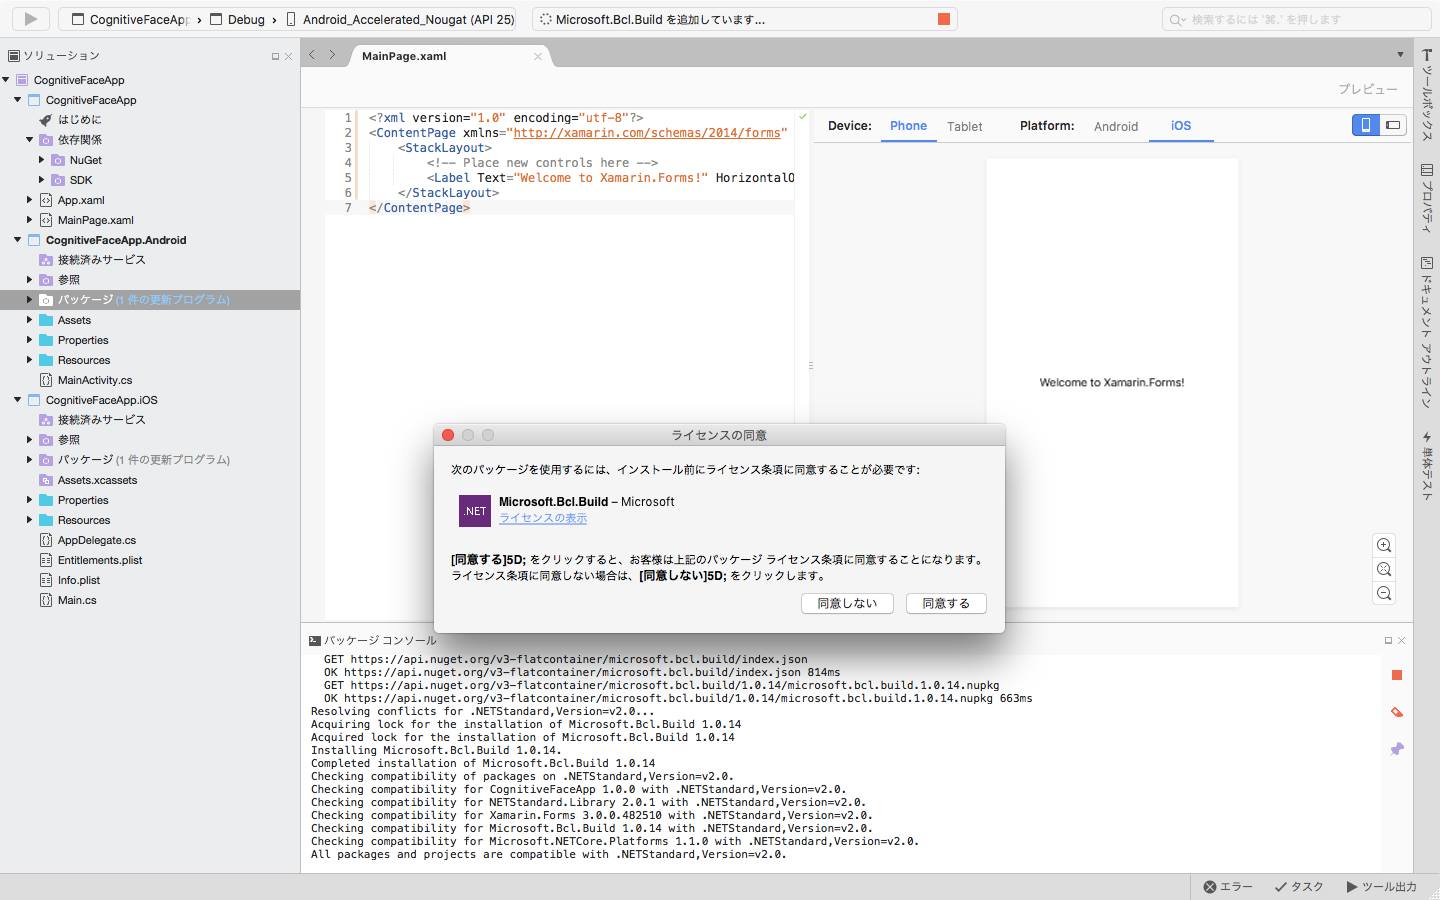 CognitiveFaceApp › Debug › Android_Accelerated_Nougat (API 25)
Microsoft.Bcl.Build を追加しています...
検索するには '⌘.' を押します
ソリューション
CognitiveFaceApp
CognitiveFaceApp
はじめに
依存関係
NuGet
SDK
App.xaml
MainPage.xaml
CognitiveFaceApp.Android
接続済みサービス
参照
パッケージ (1 件の更新プログラム)
Assets
Properties
Resources
MainActivity.cs
CognitiveFaceApp.iOS
接続済みサービス
参照
パッケージ (1 件の更新プログラム)
Assets.xcassets
Properties
Resources
AppDelegate.cs
Entitlements.plist
Info.plist
Main.cs
MainPage.xaml
プレビュー
1 <?xml version="1.0" encoding="utf-8"?>
2 <ContentPage xmlns="http://xamarin.com/schemas/2014/forms"
3 <StackLayout>
4 <!-- Place new controls here -->
5 <Label Text="Welcome to Xamarin.Forms!" HorizontalO
6 </StackLayout>
7 </ContentPage>
Device: Phone Tablet Platform: Android iOS
Welcome to Xamarin.Forms!
ツールボックス
プロパティ
ドキュメント アウトライン
単体テスト
ライセンスの同意
次のパッケージを使用するには、インストール前にライセンス条項に同意することが必要です:
.NET
Microsoft.Bcl.Build – Microsoft
ライセンスの表示
[同意する]5D; をクリックすると、お客様は上記のパッケージ ライセンス条項に同意することになります。
ライセンス条項に同意しない場合は、[同意しない]5D; をクリックします。
同意しない 同意する
パッケージ コンソール
GET https://api.nuget.org/v3-flatcontainer/microsoft.bcl.build/index.json
OK https://api.nuget.org/v3-flatcontainer/microsoft.bcl.build/index.json 814ms
GET https://api.nuget.org/v3-flatcontainer/microsoft.bcl.build/1.0.14/microsoft.bcl.build.1.0.14.nupkg
OK https://api.nuget.org/v3-flatcontainer/microsoft.bcl.build/1.0.14/microsoft.bcl.build.1.0.14.nupkg 663ms
Resolving conflicts for .NETStandard,Version=v2.0...
Acquiring lock for the installation of Microsoft.Bcl.Build 1.0.14
Acquired lock for the installation of Microsoft.Bcl.Build 1.0.14
Installing Microsoft.Bcl.Build 1.0.14.
Completed installation of Microsoft.Bcl.Build 1.0.14
Checking compatibility of packages on .NETStandard,Version=v2.0.
Checking compatibility for CognitiveFaceApp 1.0.0 with .NETStandard,Version=v2.0.
Checking compatibility for NETStandard.Library 2.0.1 with .NETStandard,Version=v2.0.
Checking compatibility for Xamarin.Forms 3.0.0.482510 with .NETStandard,Version=v2.0.
Checking compatibility for Microsoft.Bcl.Build 1.0.14 with .NETStandard,Version=v2.0.
Checking compatibility for Microsoft.NETCore.Platforms 1.1.0 with .NETStandard,Version=v2.0.
All packages and projects are compatible with .NETStandard,Version=v2.0.
エラー タスク ツール出力